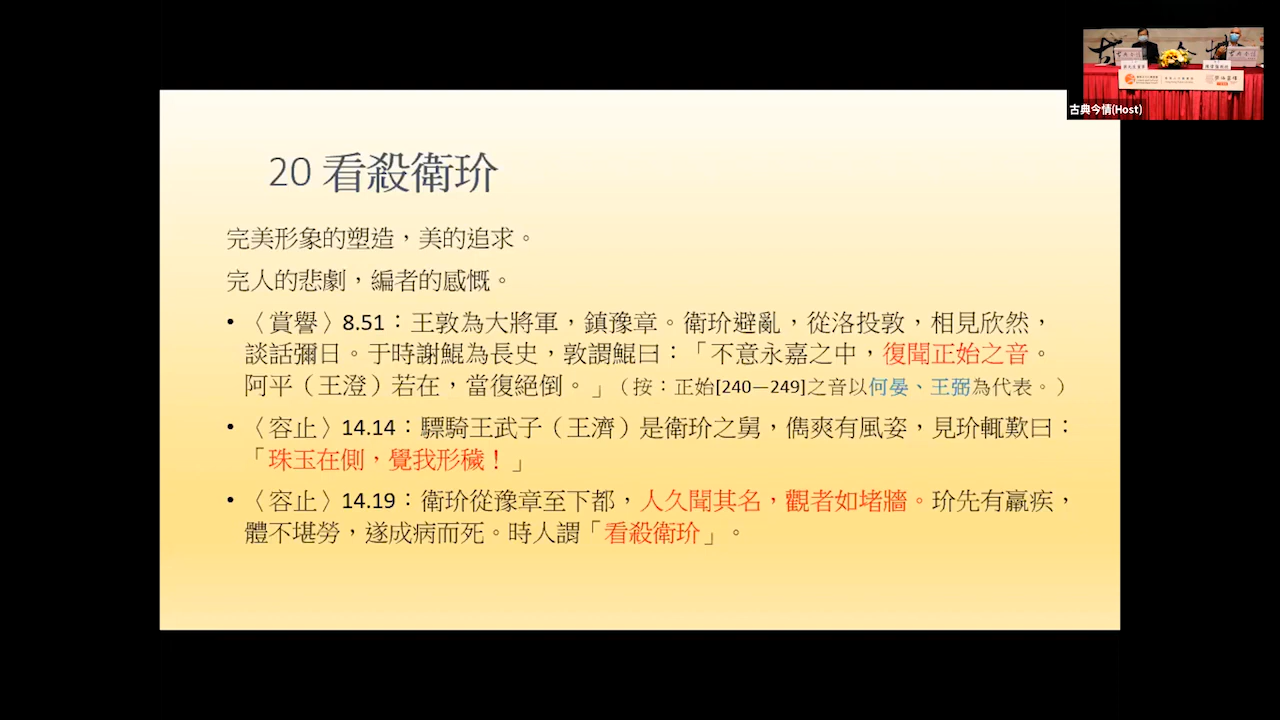 古典今情(Host)
20 看殺衛玠
完美形象的塑造，美的追求。
完人的悲劇，編者的感慨。
• 〈賞譽〉8.51：王敦為大將軍，鎮豫章。衛玠避亂，從洛投敦，相見欣然，
談話彌日。于時謝鯤為長史，敦謂鯤曰：「不意永嘉之中，復聞正始之音。
阿平（王澄）若在，當復絕倒。」（按：正始[240—249]之音以何晏、王弼為代表。）
• 〈容止〉14.14：驃騎王武子（王濟）是衛玠之舅，儁爽有風姿，見玠輒歎曰：
「珠玉在側，覺我形穢！」
• 〈容止〉14.19：衛玠從豫章至下都，人久聞其名，觀者如堵牆。玠先有羸疾，
體不堪勞，遂成病而死。時人謂「看殺衛玠」。